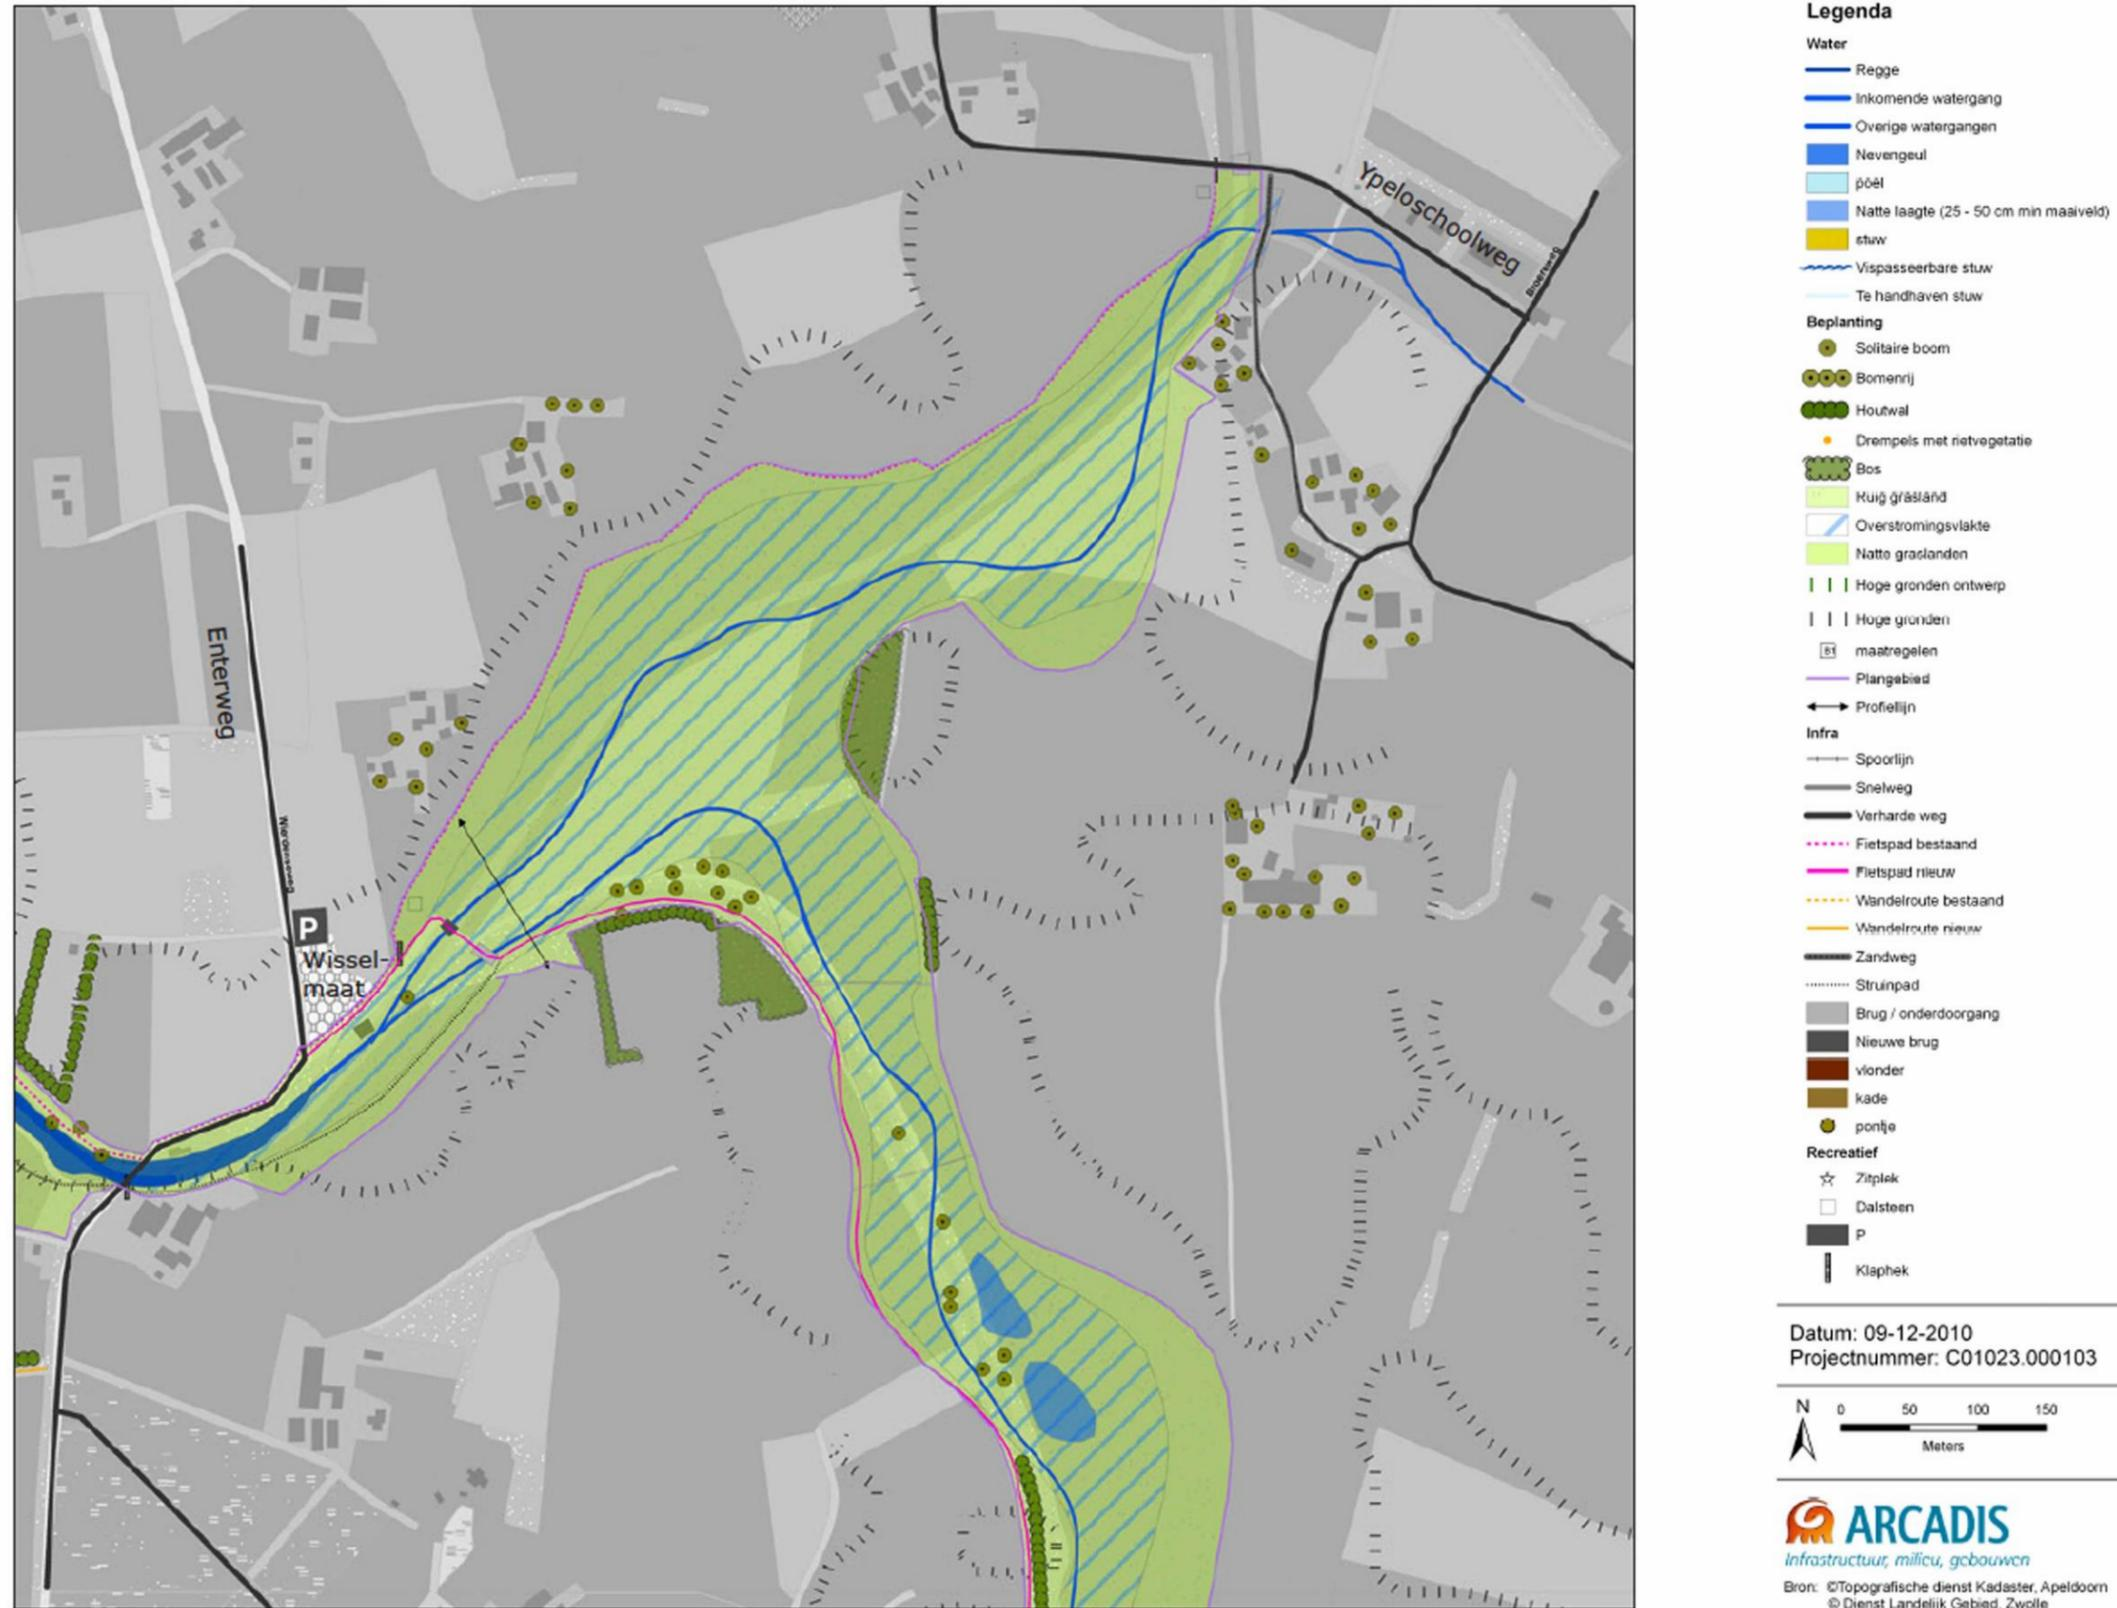 Ypeloschoolweg
Broersweg
Enterweg
Wierdenseweg
P
Wissel-
maat
Legenda
Water
Regge
Inkomende watergang
Overige watergangen
Nevengeul
poel
Natte laagte (25 - 50 cm min maaiveld)
stuw
Vispasseerbare stuw
Te handhaven stuw
Beplanting
Solitaire boom
Bomenrij
Houtwal
Drempels met rietvegetatie
Bos
Ruig grasland
Overstromingsvlakte
Natte graslanden
Hoge gronden ontwerp
Hoge gronden
B1 maatregelen
Plangebied
Profiellijn
Infra
Spoorlijn
Snelweg
Verharde weg
Fietspad bestaand
Fietspad nieuw
Wandelroute bestaand
Wandelroute nieuw
Zandweg
Struinpad
Brug / onderdoorgang
Nieuwe brug
vlonder
kade
pontje
Recreatief
Zitplek
Dalsteen
P
Klaphek
Datum: 09-12-2010
Projectnummer: C01023.000103
N 0 50 100 150
Meters
ARCADIS
Infrastructuur, milieu, gebouwen
Bron: ©Topografische dienst Kadaster, Apeldoorn
© Dienst Landelijk Gebied, Zwolle